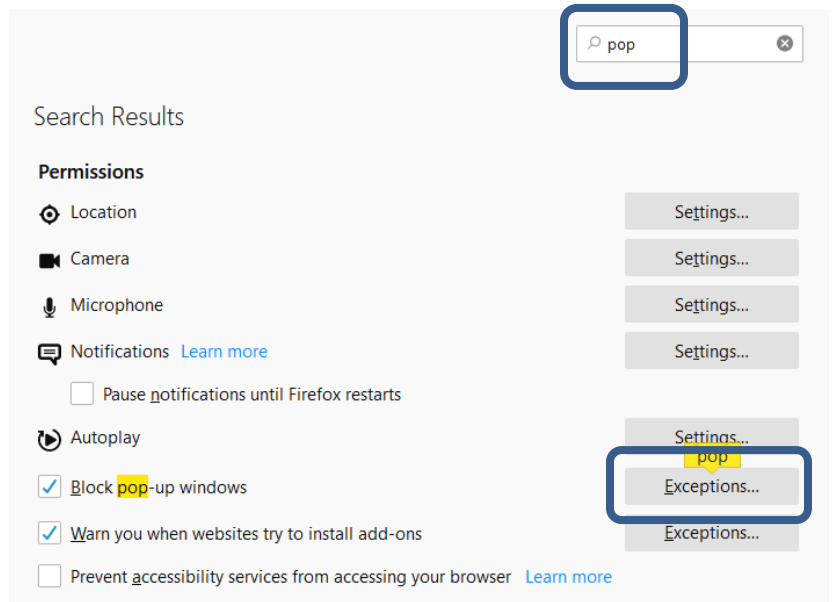 pop
Search Results
Permissions
Location Settings...
Camera Settings...
Microphone Settings...
Notifications Learn more Settings...
Pause notifications until Firefox restarts
Autoplay Settings...
pop
Block pop-up windows Exceptions...
Warn you when websites try to install add-ons Exceptions...
Prevent accessibility services from accessing your browser Learn more